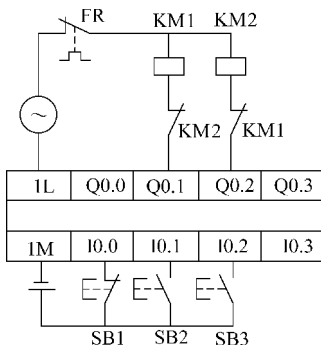 FR KM1 KM2
KM2 KM1
1L Q0.0 Q0.1 Q0.2 Q0.3
1M I0.0 I0.1 I0.2 I0.3
SB1 SB2 SB3